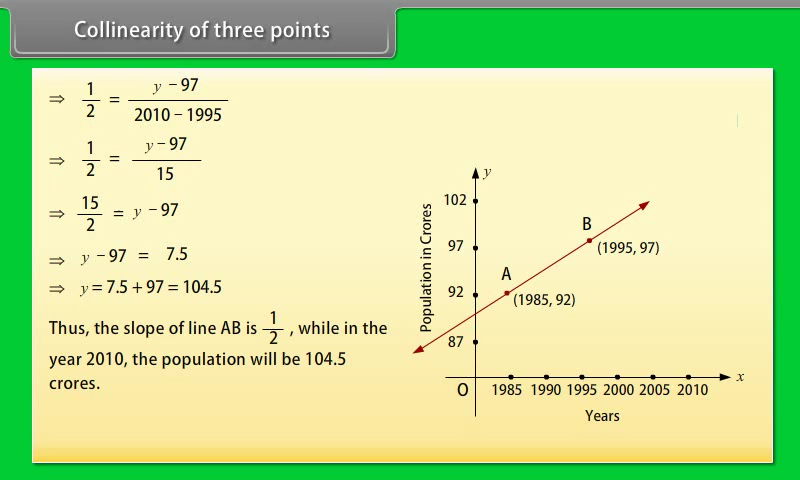 Collinearity of three points
⇒ 1/2 = (y − 97)/(2010 − 1995)
⇒ 1/2 = (y − 97)/15
⇒ 15/2 = y − 97
⇒ y − 97 = 7.5
⇒ y = 7.5 + 97 = 104.5
Thus, the slope of line AB is 1/2 , while in the
year 2010, the population will be 104.5
crores.
y
Population in Crores
102
97
92
87
B
(1995, 97)
A
(1985, 92)
x
O
1985 1990 1995 2000 2005 2010
Years